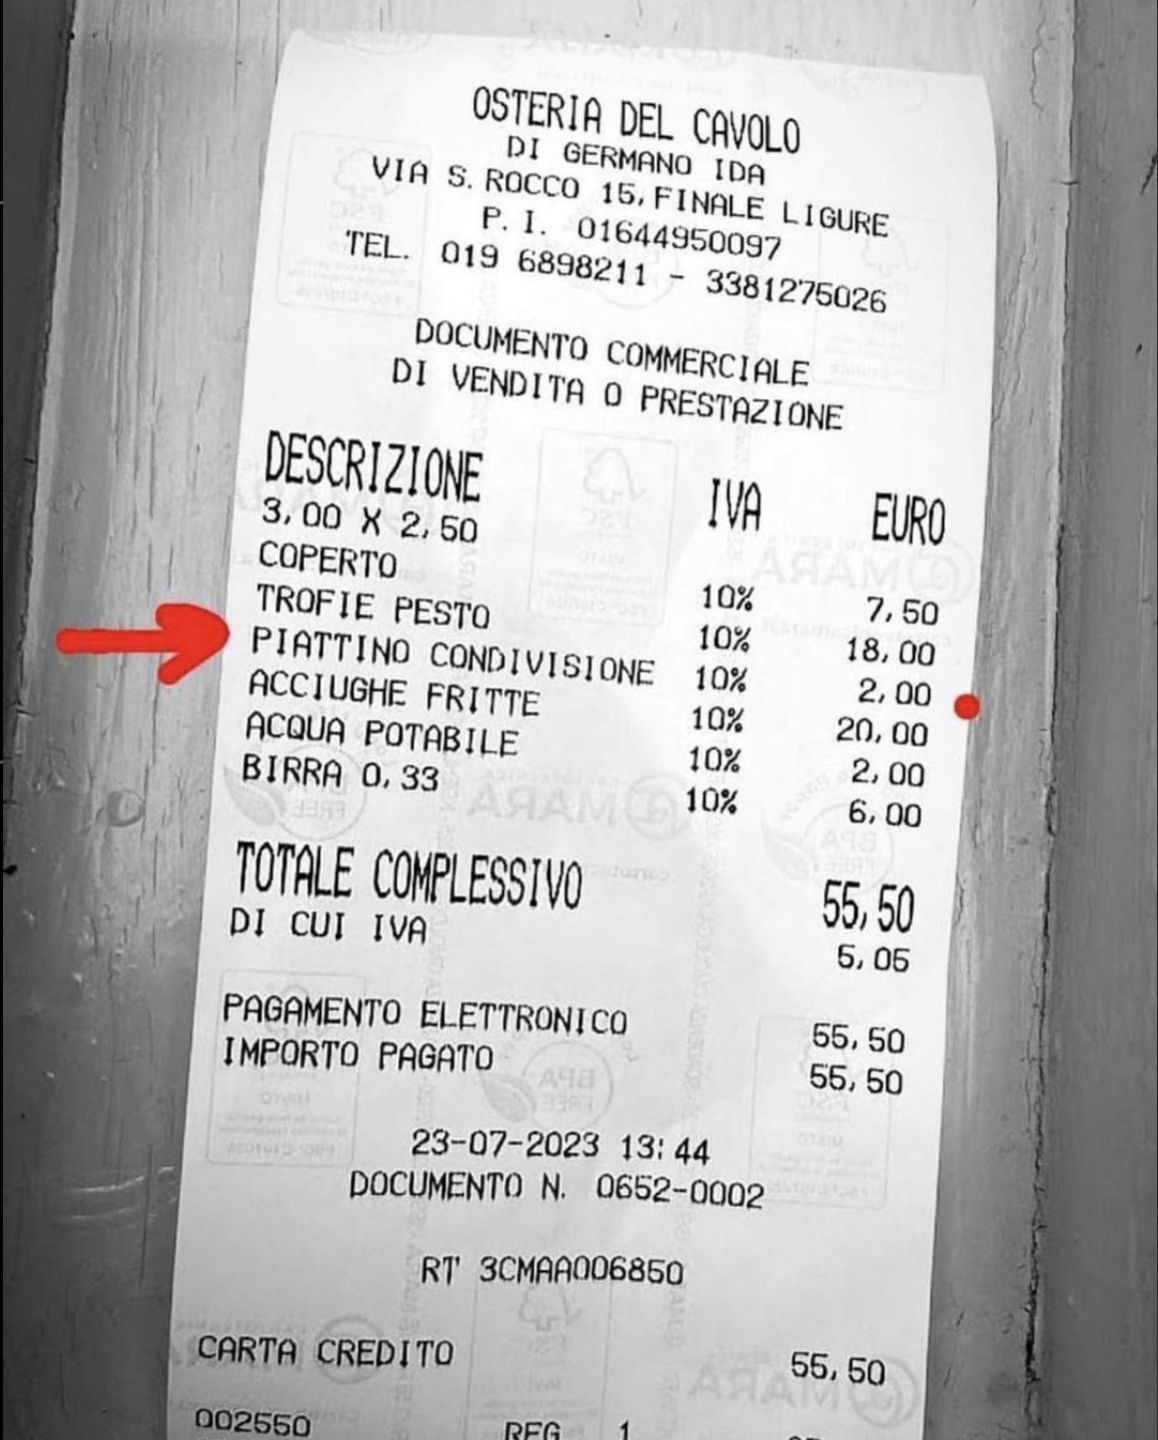 OSTERIA DEL CAVOLO
DI GERMANO IDA
VIA S. ROCCO 15, FINALE LIGURE
P. I. 01644950097
TEL. 019 6898211 - 3381275026
DOCUMENTO COMMERCIALE
DI VENDITA O PRESTAZIONE
DESCRIZIONE IVA EURO
3,00 X 2,50
COPERTO 10% 7,50
TROFIE PESTO 10% 18,00
PIATTINO CONDIVISIONE 10% 2,00
ACCIUGHE FRITTE 10% 20,00
ACQUA POTABILE 10% 2,00
BIRRA 0,33 10% 6,00
TOTALE COMPLESSIVO 55,50
DI CUI IVA 5,05
PAGAMENTO ELETTRONICO 55,50
IMPORTO PAGATO 55,50
23-07-2023 13:44
DOCUMENTO N. 0652-0002
RT 3CMAA006850
CARTA CREDITO 55,50
002550 REG 1